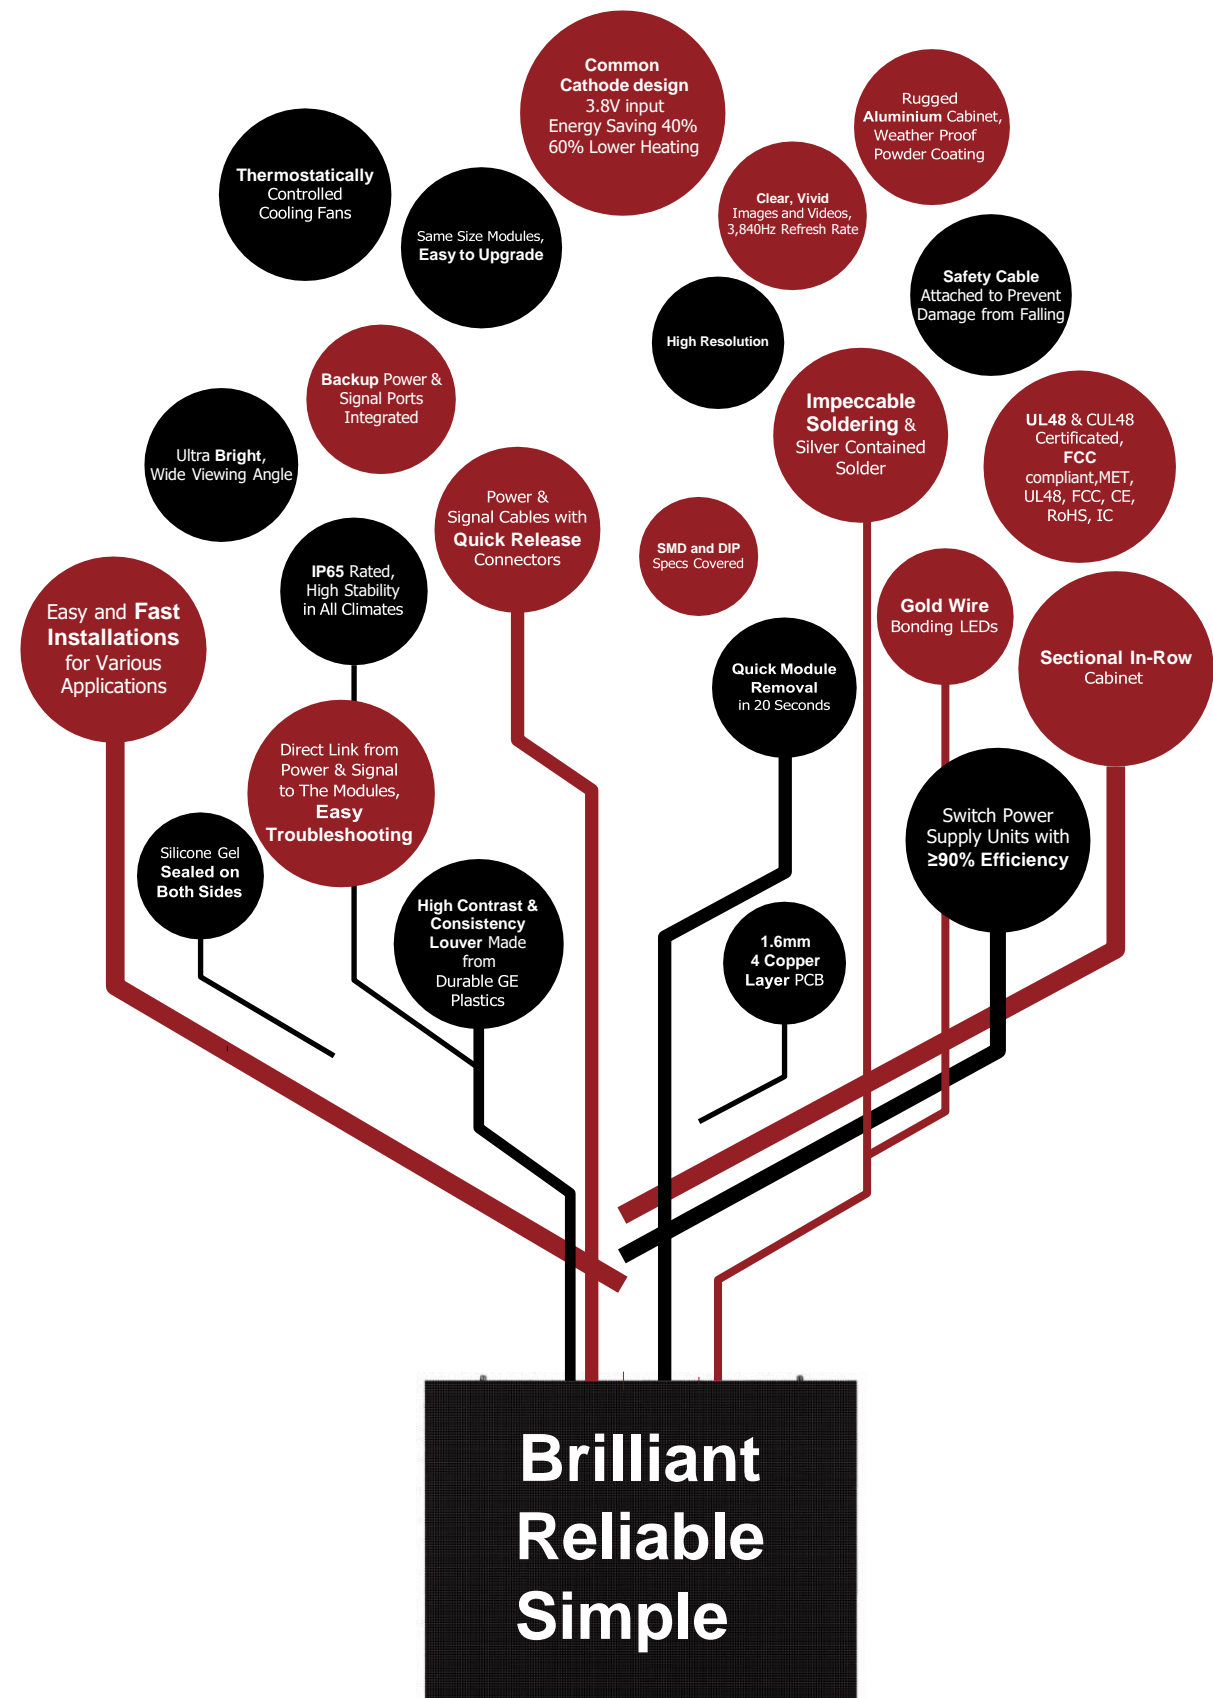 Common
Cathode design
3.8V input
Energy Saving 40%
60% Lower Heating
Rugged
Aluminium Cabinet,
Weather Proof
Powder Coating
Thermostatically
Controlled
Cooling Fans
Same Size Modules,
Easy to Upgrade
Clear, Vivid
Images and Videos,
3,840Hz Refresh Rate
Safety Cable
Attached to Prevent
Damage from Falling
High Resolution
Backup Power &
Signal Ports
Integrated
Impeccable
Soldering &
Silver Contained
Solder
UL48 & CUL48
Certificated,
FCC
compliant,MET,
UL48, FCC, CE,
RoHS, IC
Ultra Bright,
Wide Viewing Angle
Power &
Signal Cables with
Quick Release
Connectors
SMD and DIP
Specs Covered
IP65 Rated,
High Stability
in All Climates
Gold Wire
Bonding LEDs
Easy and Fast
Installations
for Various
Applications
Quick Module
Removal
in 20 Seconds
Sectional In-Row
Cabinet
Direct Link from
Power & Signal
to The Modules,
Easy
Troubleshooting
Switch Power
Supply Units with
≥90% Efficiency
Silicone Gel
Sealed on
Both Sides
High Contrast &
Consistency
Louver Made
from
Durable GE
Plastics
1.6mm
4 Copper
Layer PCB
Brilliant
Reliable
Simple